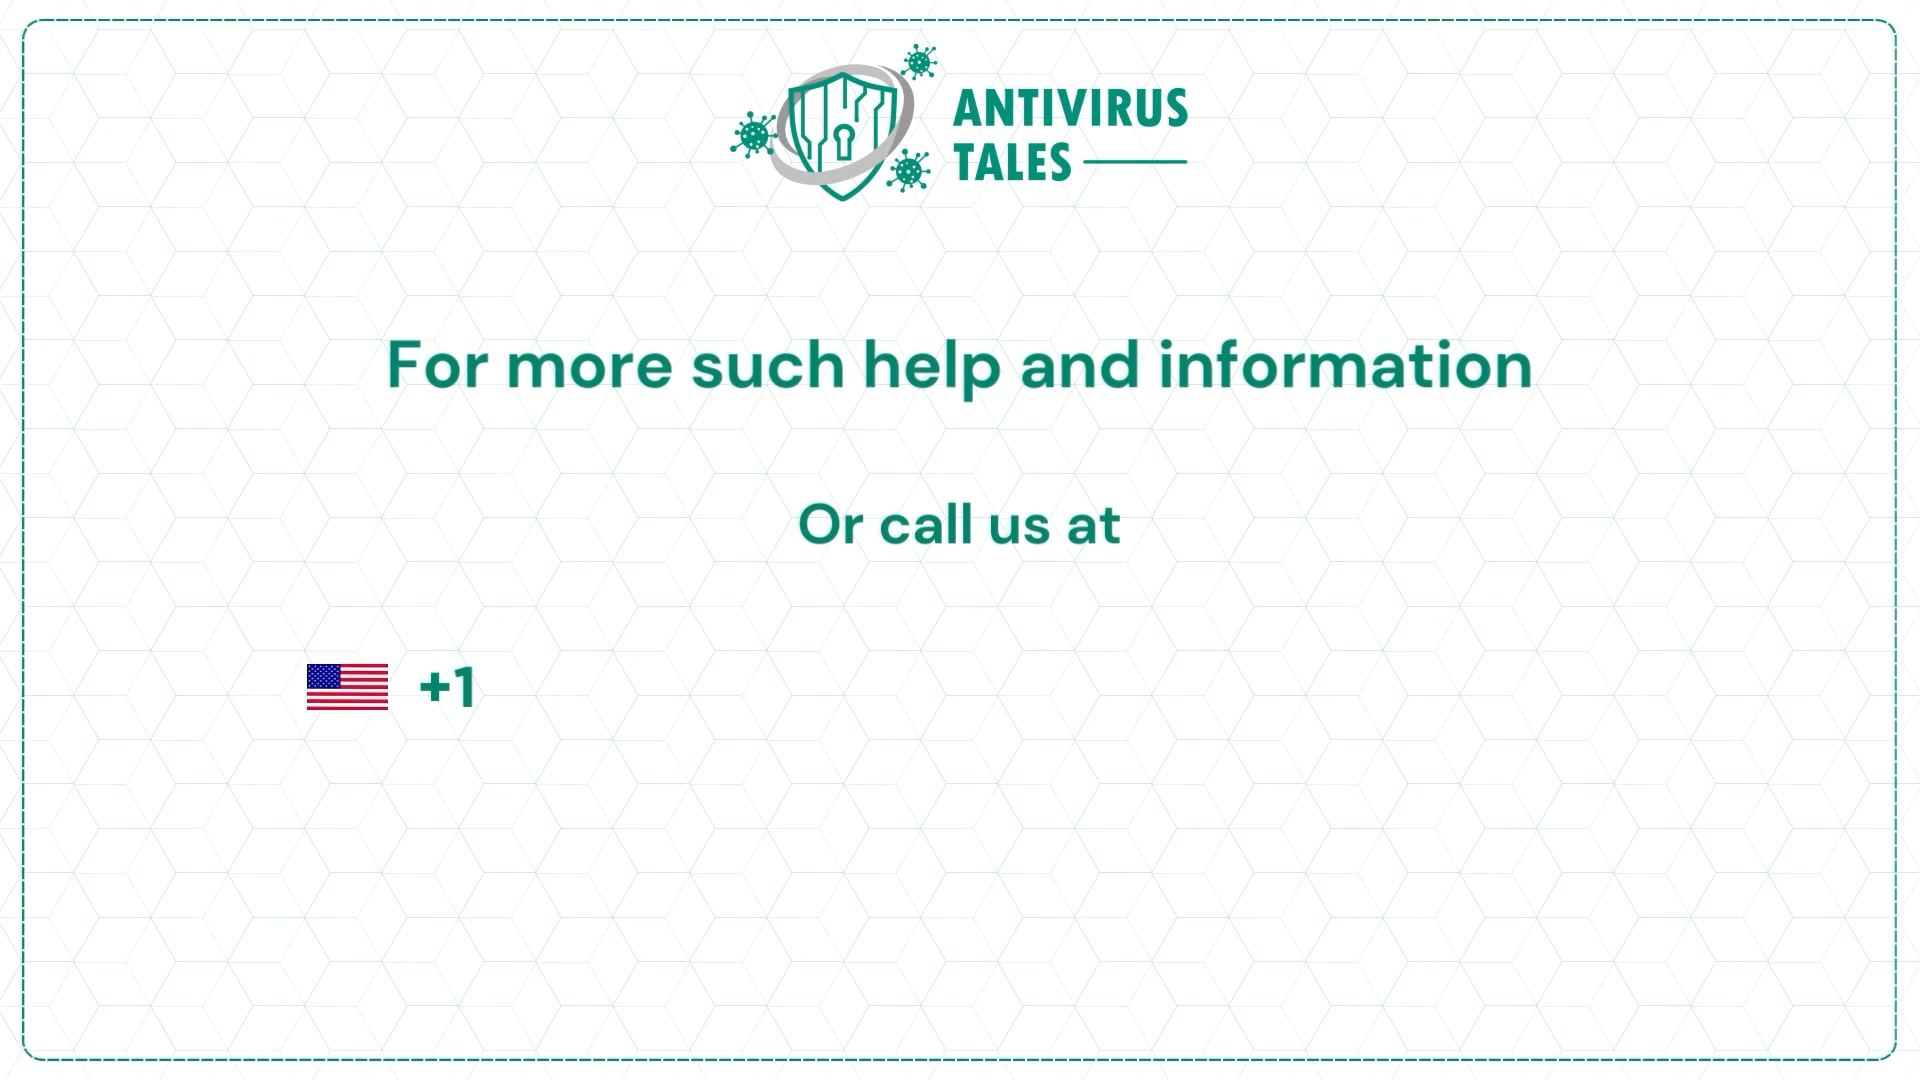 ANTIVIRUS
TALES
For more such help and information
Or call us at
+1